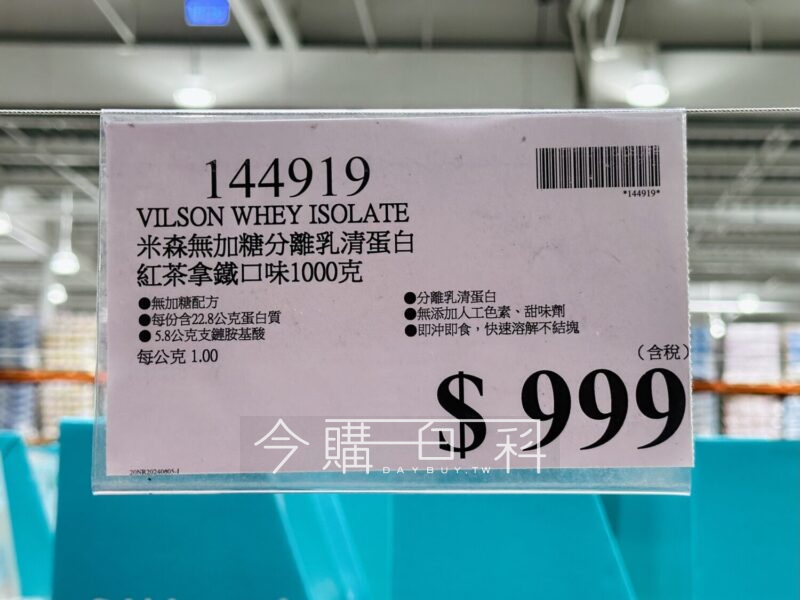 144919
*144919*
VILSON WHEY ISOLATE
米森無加糖分離乳清蛋白
紅茶拿鐵口味1000克
●無加糖配方
●每份含22.8公克蛋白質
● 5.8公克支鏈胺基酸
●分離乳清蛋白
●無添加人工色素、甜味劑
●即沖即食，快速溶解不結塊
每公克 1.00
（含稅）
$ 999
今購百科
DAYBUY.TW
20NR20240805-1